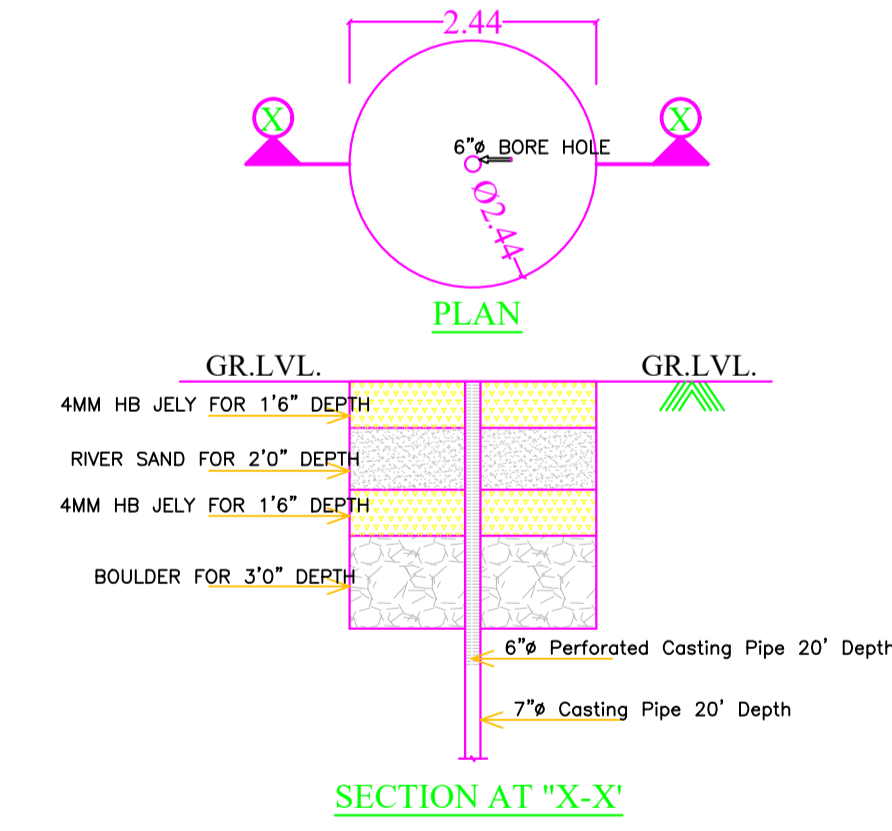 2.44
X
X
6"ø BORE HOLE
Ø2.44
PLAN
GR.LVL.
GR.LVL.
4MM HB JELY FOR 1'6" DEPTH
RIVER SAND FOR 2'0" DEPTH
4MM HB JELY FOR 1'6" DEPTH
BOULDER FOR 3'0" DEPTH
6"ø Perforated Casting Pipe 20' Depth
7"ø Casting Pipe 20' Depth
SECTION AT "X-X'